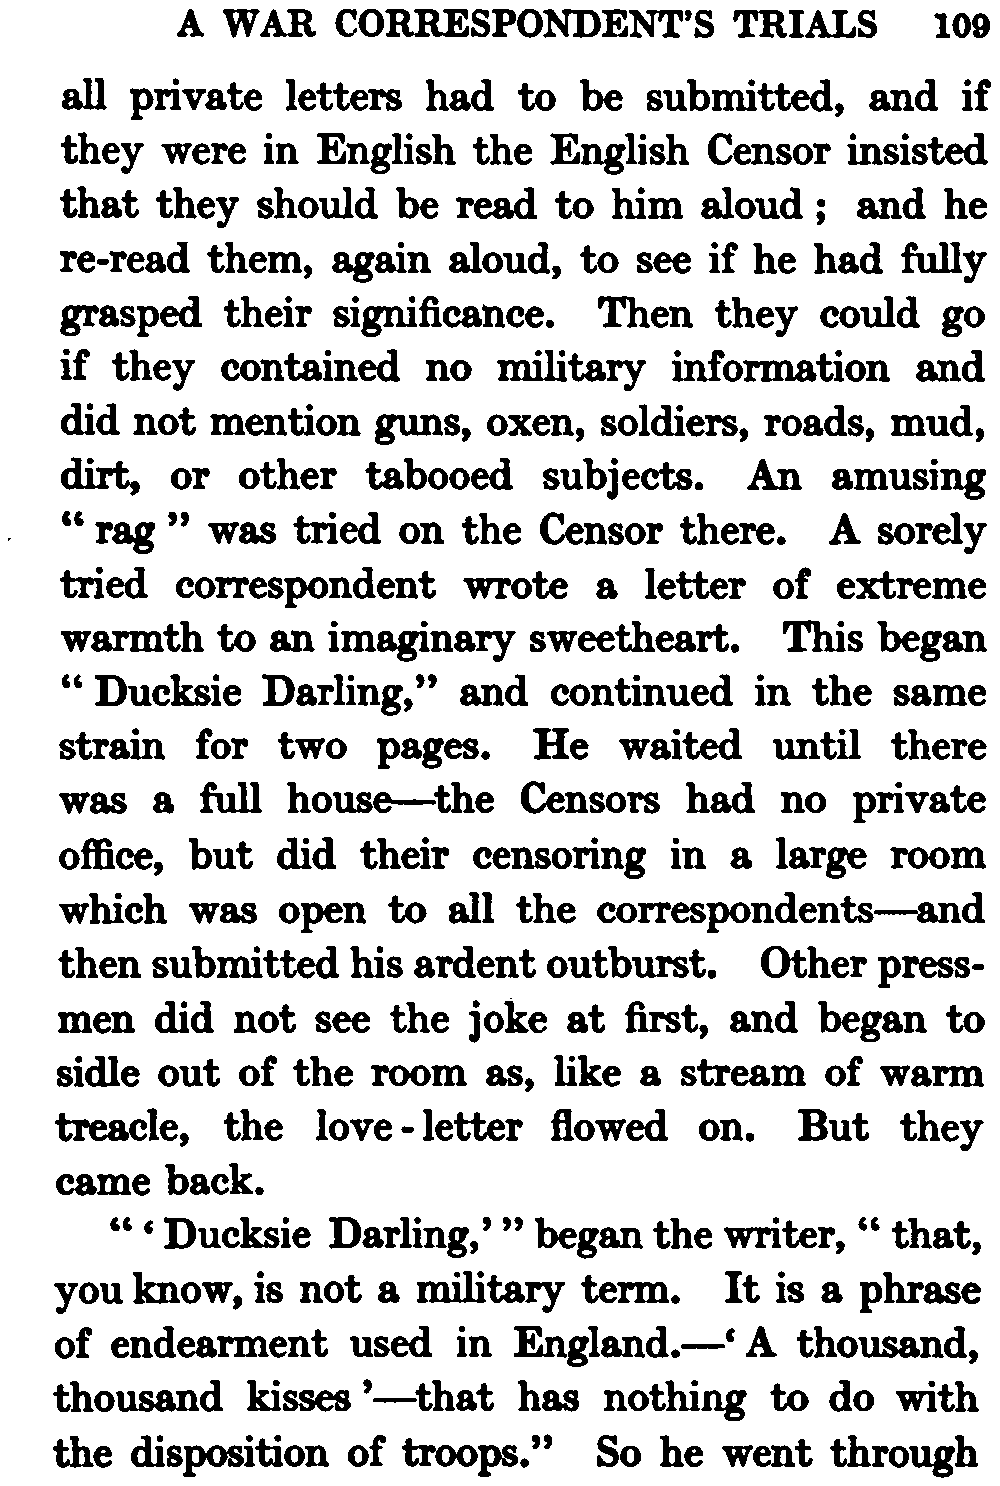 A WAR CORRESPONDENT'S TRIALS 109
all private letters had to be submitted, and if
they were in English the English Censor insisted
that they should be read to him aloud ; and he
re-read them, again aloud, to see if he had fully
grasped their significance. Then they could go
if they contained no military information and
did not mention guns, oxen, soldiers, roads, mud,
dirt, or other tabooed subjects. An amusing
“ rag ” was tried on the Censor there. A sorely
tried correspondent wrote a letter of extreme
warmth to an imaginary sweetheart. This began
“ Ducksie Darling,” and continued in the same
strain for two pages. He waited until there
was a full house—the Censors had no private
office, but did their censoring in a large room
which was open to all the correspondents—and
then submitted his ardent outburst. Other press-
men did not see the joke at first, and began to
sidle out of the room as, like a stream of warm
treacle, the love-letter flowed on. But they
came back.
“ ‘ Ducksie Darling,’ ” began the writer, “ that,
you know, is not a military term. It is a phrase
of endearment used in England.—‘ A thousand,
thousand kisses ’—that has nothing to do with
the disposition of troops.” So he went through